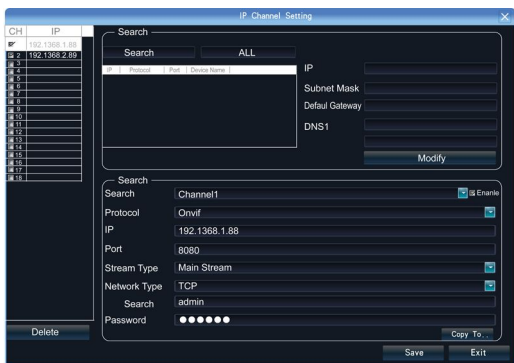 IP Channel Setting
CH IP
192.1368.1.88
2 192.1368.2.89
3
4
5
6
7
8
9
10
11
12
13
14
15
16
17
18
Delete
Search
Search ALL
IP Protocol Port Device Name
IP
Subnet Mask
Defaul Gateway
DNS1
Modify
Search
Search Channel1 Enanle
Protocol Onvif
IP 192.1368.1.88
Port 8080
Stream Type Main Stream
Network Type TCP
Search admin
Password ●●●●●●
Copy To..
Save Exit